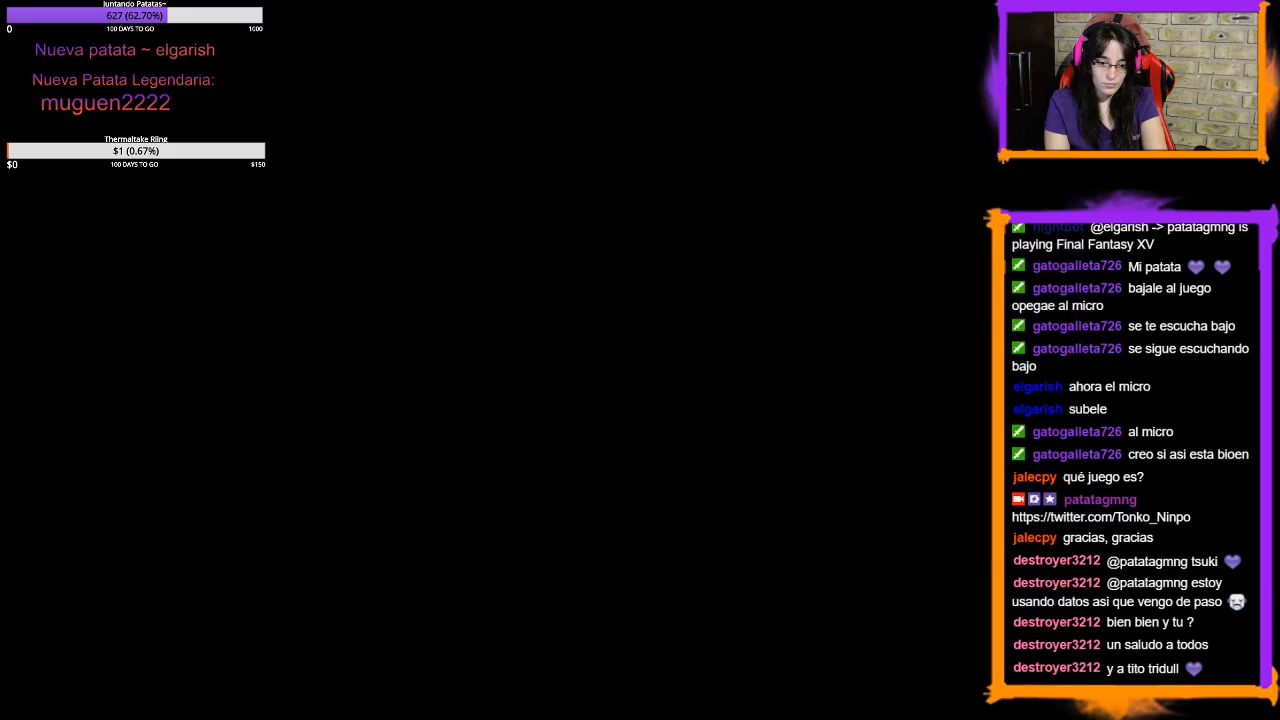 Juntando Patatas~
627 (62.70%)
0 100 DAYS TO GO 1000
Nueva patata ~ elgarish
Nueva Patata Legendaria:
muguen2222
Thermaltake Riing
$1 (0.67%)
$0 100 DAYS TO GO $150
nightbot @elgarish -> patatagmng is
playing Final Fantasy XV
gatogalleta726 Mi patata
gatogalleta726 bajale al juego
opegae al micro
gatogalleta726 se te escucha bajo
gatogalleta726 se sigue escuchando
bajo
elgarish ahora el micro
elgarish subele
gatogalleta726 al micro
gatogalleta726 creo si asi esta bioen
jalecpy qué juego es?
patatagmng
https://twitter.com/Tonko_Ninpo
jalecpy gracias, gracias
destroyer3212 @patatagmng tsuki
destroyer3212 @patatagmng estoy
usando datos asi que vengo de paso
destroyer3212 bien bien y tu ?
destroyer3212 un saludo a todos
destroyer3212 y a tito tridull